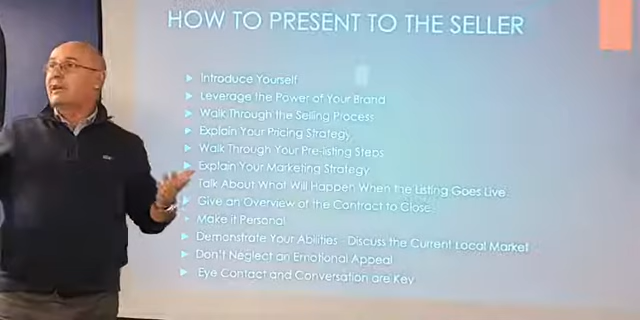 HOW TO PRESENT TO THE SELLER
Introduce Yourself
Leverage the Power of Your Brand
Walk Through the Selling Process
Explain Your Pricing Strategy
Walk Through Your Pre-listing Steps
Explain Your Marketing Strategy
Talk About What Will Happen When the Listing Goes Live
Give an Overview of the Contract to Close
Make it Personal
Demonstrate Your Abilities - Discuss the Current Local Market
Don't Neglect an Emotional Appeal
Eye Contact and Conversation are Key